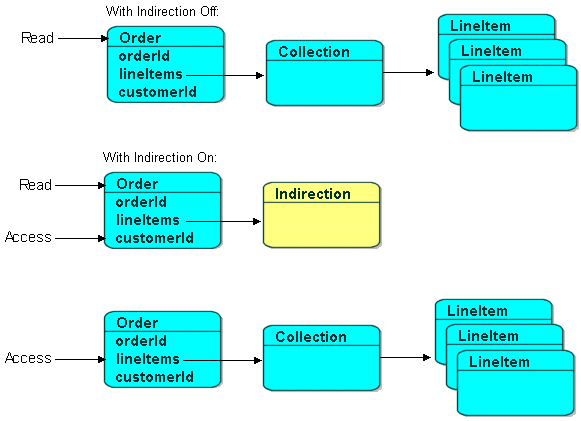 With Indirection Off:
Read
Order
orderId
lineItems
customerId
Collection
LineItem
LineItem
LineItem
With Indirection On:
Read
Order
orderId
lineItems
Access
customerId
Indirection
Order
orderId
Access
lineItems
customerId
Collection
LineItem
LineItem
LineItem